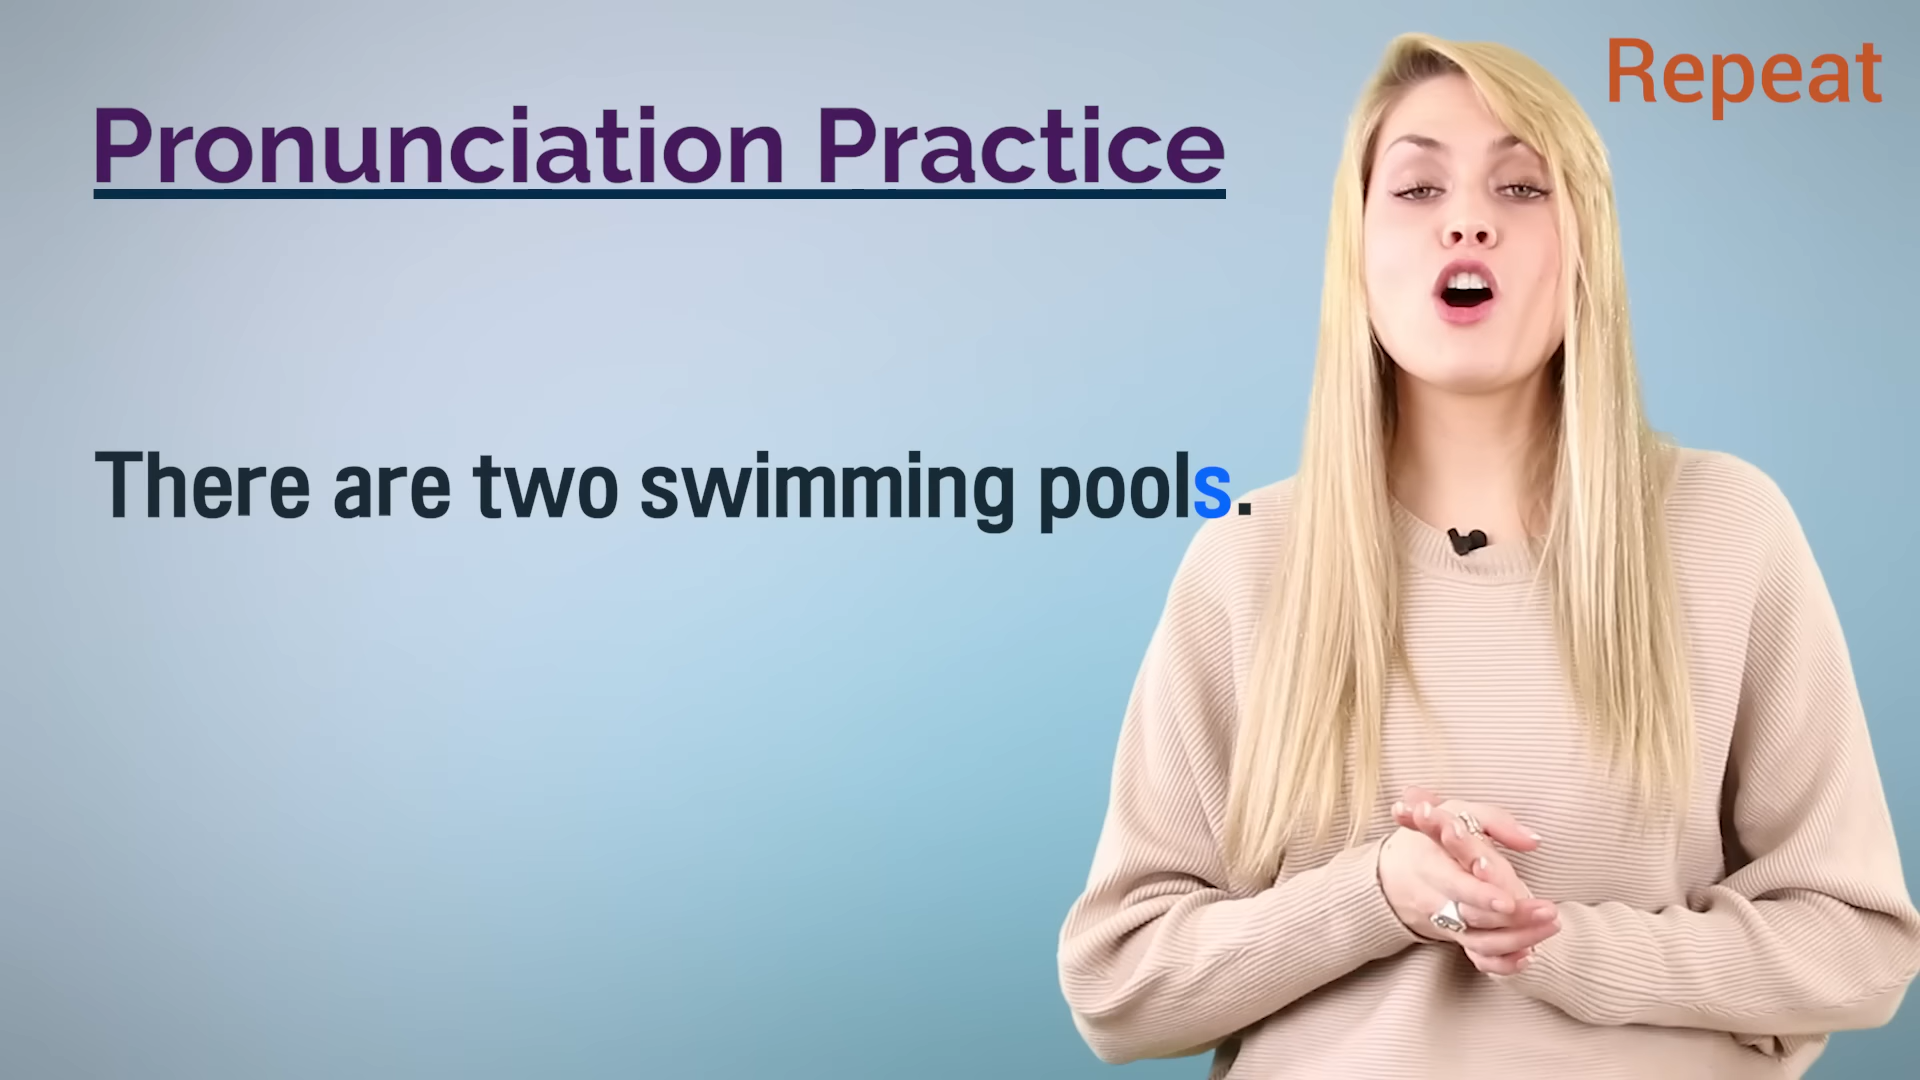 Repeat
Pronunciation Practice
There are two swimming pools.